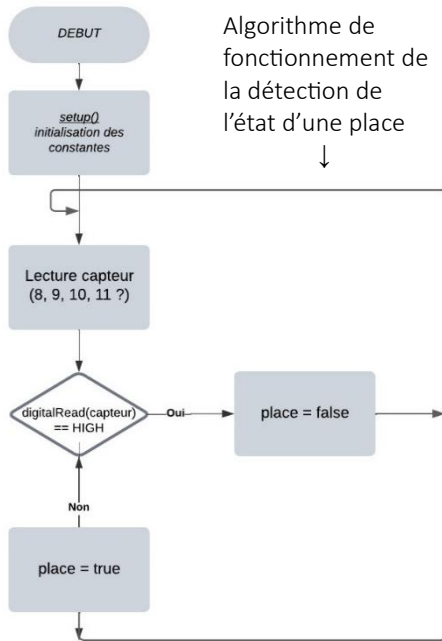 DEBUT
Algorithme de
fonctionnement de
la détection de
l'état d'une place
↓
setup()
initialisation des
constantes
Lecture capteur
(8, 9, 10, 11 ?)
digitalRead(capteur)
== HIGH
Oui
place = false
Non
place = true